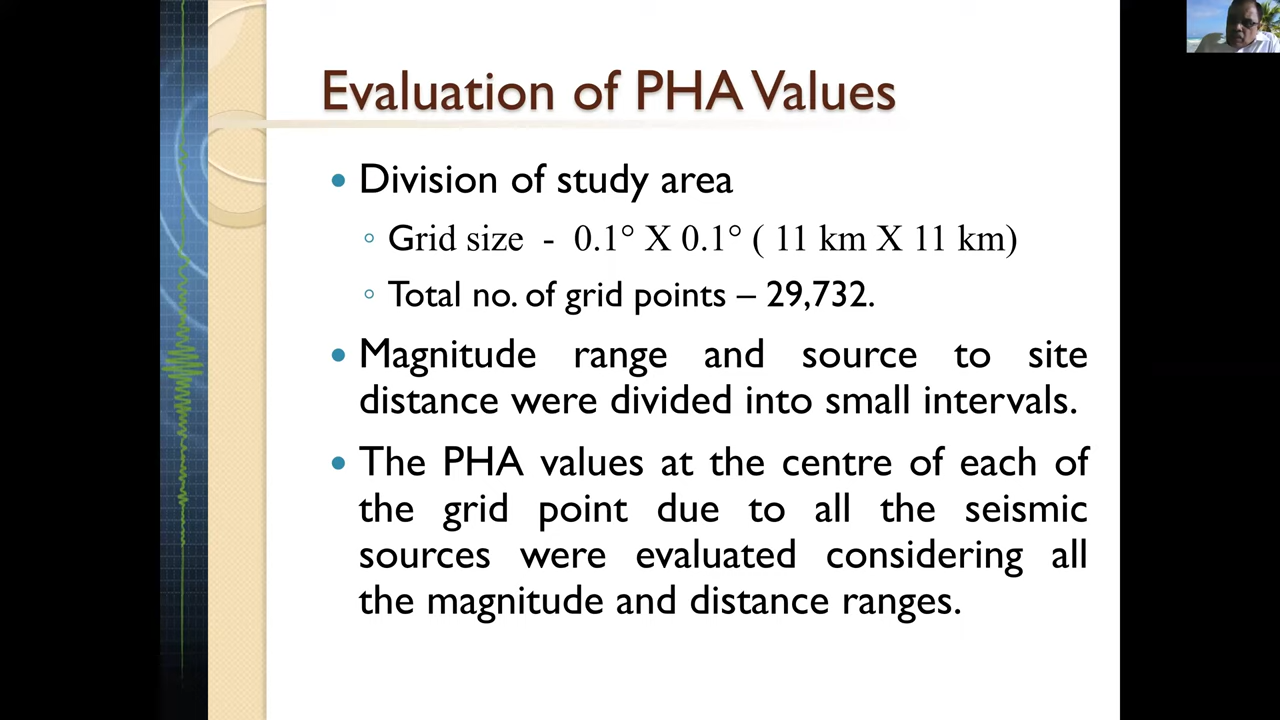 Evaluation of PHA Values
• Division of study area
◦ Grid size - 0.1° X 0.1° ( 11 km X 11 km)
◦ Total no. of grid points – 29,732.
• Magnitude range and source to site
distance were divided into small intervals.
• The PHA values at the centre of each of
the grid point due to all the seismic
sources were evaluated considering all
the magnitude and distance ranges.